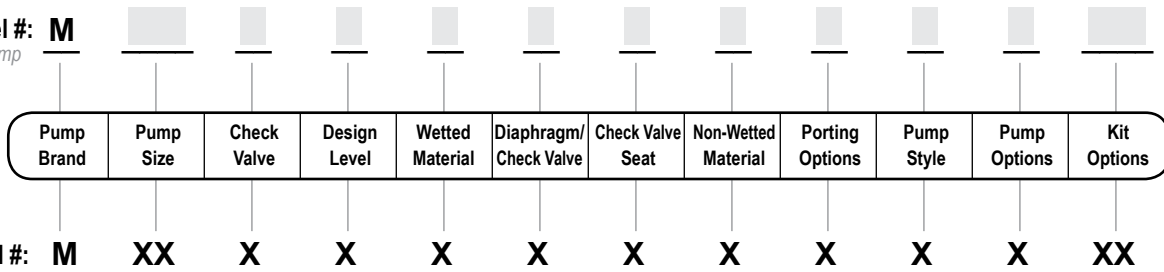 el #: M
mp
Pump Brand
Pump Size
Check Valve
Design Level
Wetted Material
Diaphragm/ Check Valve
Check Valve Seat
Non-Wetted Material
Porting Options
Pump Style
Pump Options
Kit Options
l #: M XX X X X X X X X X X XX